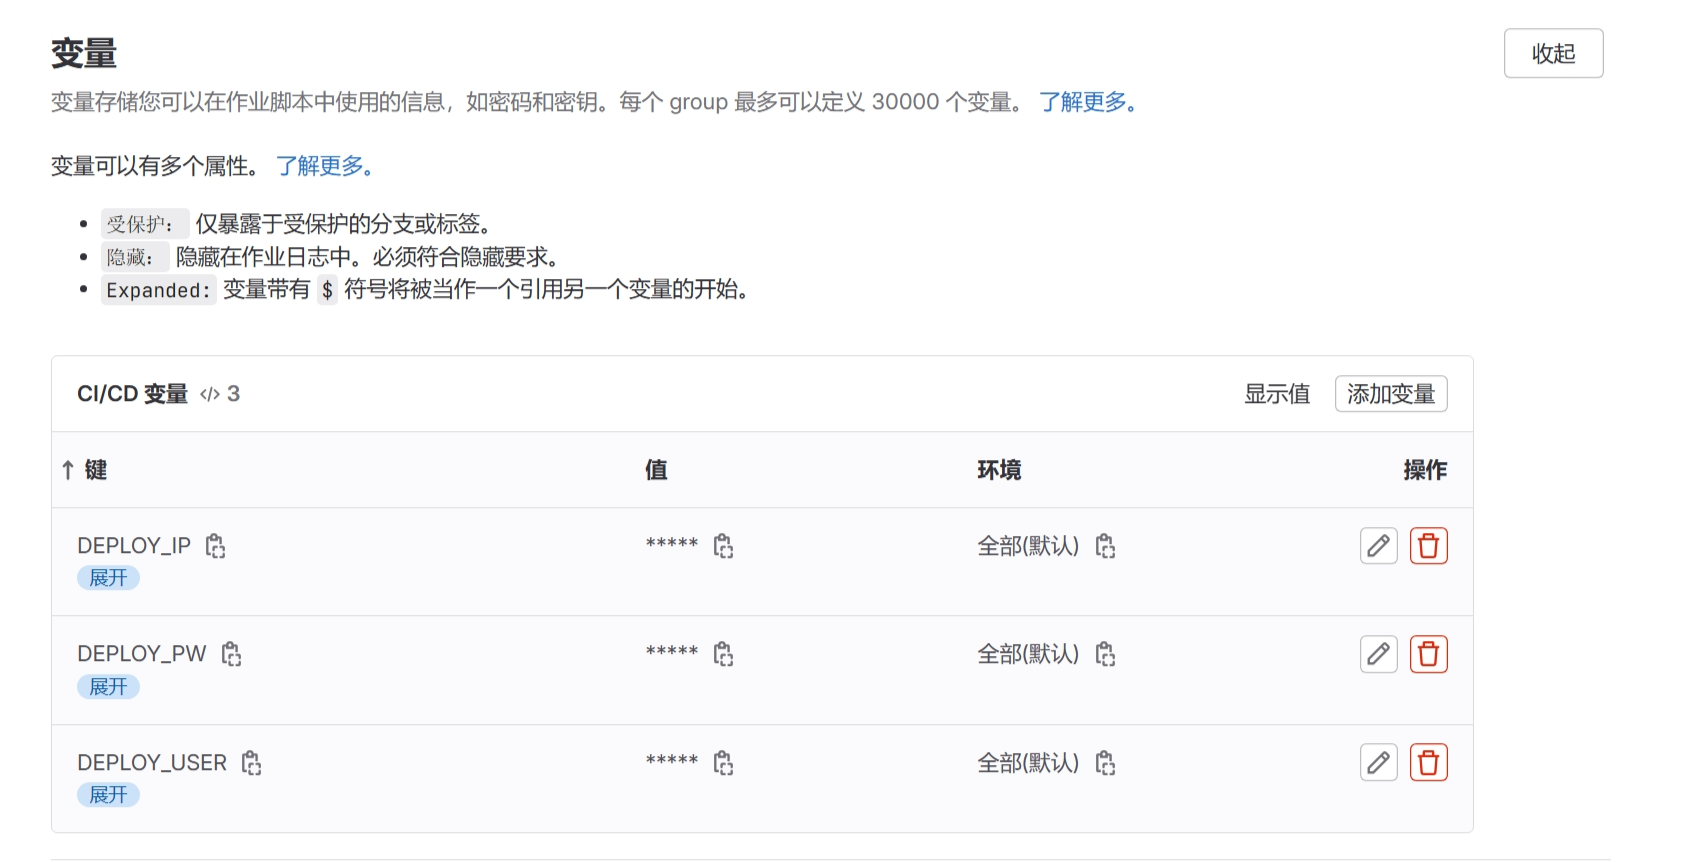 变量
收起
变量存储您可以在作业脚本中使用的信息，如密码和密钥。每个 group 最多可以定义 30000 个变量。 了解更多。
变量可以有多个属性。 了解更多。
受保护： 仅暴露于受保护的分支或标签。
隐藏： 隐藏在作业日志中。必须符合隐藏要求。
Expanded: 变量带有 $ 符号将被当作一个引用另一个变量的开始。
CI/CD 变量 </> 3 显示值 添加变量
↑ 键 值 环境 操作
DEPLOY_IP ***** 全部(默认)
展开
DEPLOY_PW ***** 全部(默认)
展开
DEPLOY_USER ***** 全部(默认)
展开